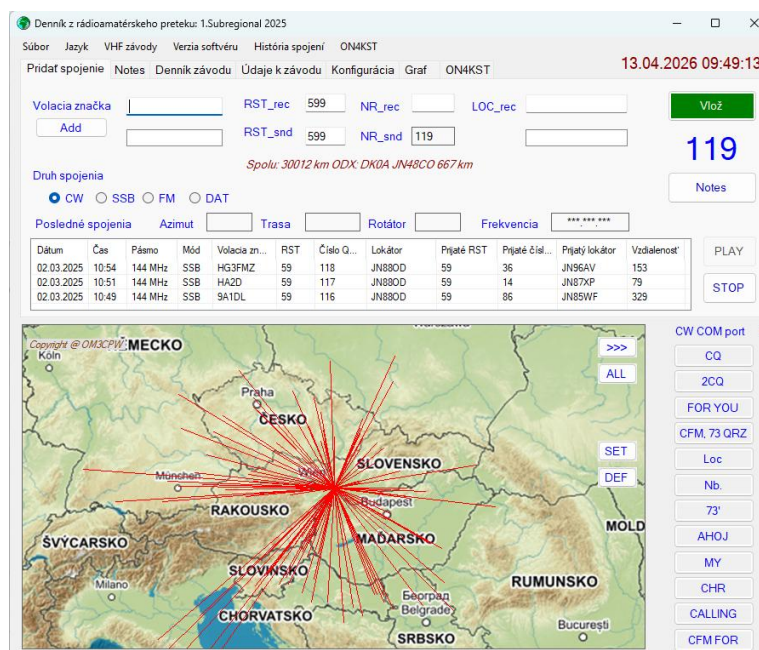 Denník z rádioamatérskeho preteku: 1.Subregional 2025
Súbor Jazyk VHF závody Verzia softvéru História spojení ON4KST
13.04.2026 09:49:13
Pridať spojenie Notes Denník závodu Údaje k závodu Konfigurácia Graf ON4KST
Volacia značka RST_rec 599 NR_rec LOC_rec Vlož
Add RST_snd 599 NR_snd 119 119
Spolu: 30012 km ODX: DK0A JN48CO 667 km
Druh spojenia Notes
CW SSB FM DAT
Posledné spojenia Azimut Trasa Rotátor Frekvencia ***.***.***
Dátum Čas Pásmo Mód Volacia zn... RST Číslo Q... Lokátor Prijaté RST Prijaté čísl... Prijatý lokátor Vzdialenosť PLAY
02.03.2025 10:54 144 MHz SSB HG3FMZ 59 118 JN88OD 59 36 JN96AV 153
02.03.2025 10:51 144 MHz SSB HA2D 59 117 JN88OD 59 14 JN87XP 79 STOP
02.03.2025 10:49 144 MHz SSB 9A1DL 59 116 JN88OD 59 86 JN85WF 329
CW COM port
Copyright @ OM3CPW MECKO >>>
Köln CQ
ALL
2CQ
Praha
FOR YOU
ČESKO
CFM, 73 QRZ
SET
SLOVENSKO Loc
München DEF
Nb.
Budapest
RAKOUSKO 73'
MOLD
MAĎARSKO AHOJ
ŠVÝCARSKO
MY
SLOVINSKO
Milano RUMUNSKO CHR
Београд
Belgrade CALLING
CHORVATSKO București
SRBSKO CFM FOR